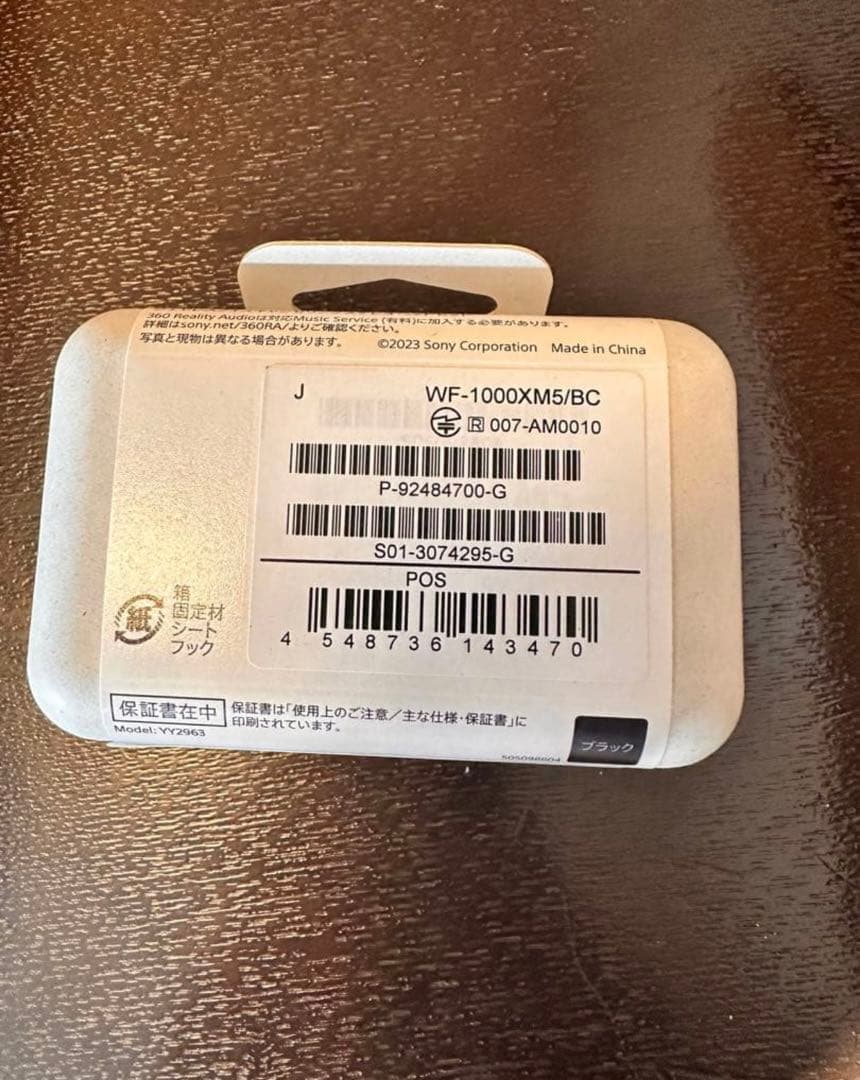 360 Reality Audioは対応Music Service (有料)に加入する必要があります。
詳細はsony.net/360RA/よりご確認ください。
写真と現物は異なる場合があります。 ©2023 Sony Corporation Made in China
J WF-1000XM5/BC
R 007-AM0010
P-92484700-G
S01-3074295-G
POS
4 548736 143470
紙
箱
固定材
シート
フック
保証書在中
保証書は「使用上のご注意/主な仕様・保証書」に
印刷されています。
Model: YY2963
ブラック